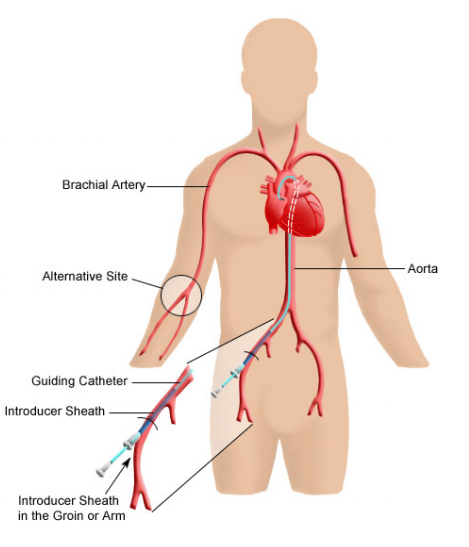 Brachial Artery
Alternative Site
Aorta
Guiding Catheter
Introducer Sheath
Introducer Sheath
in the Groin or Arm